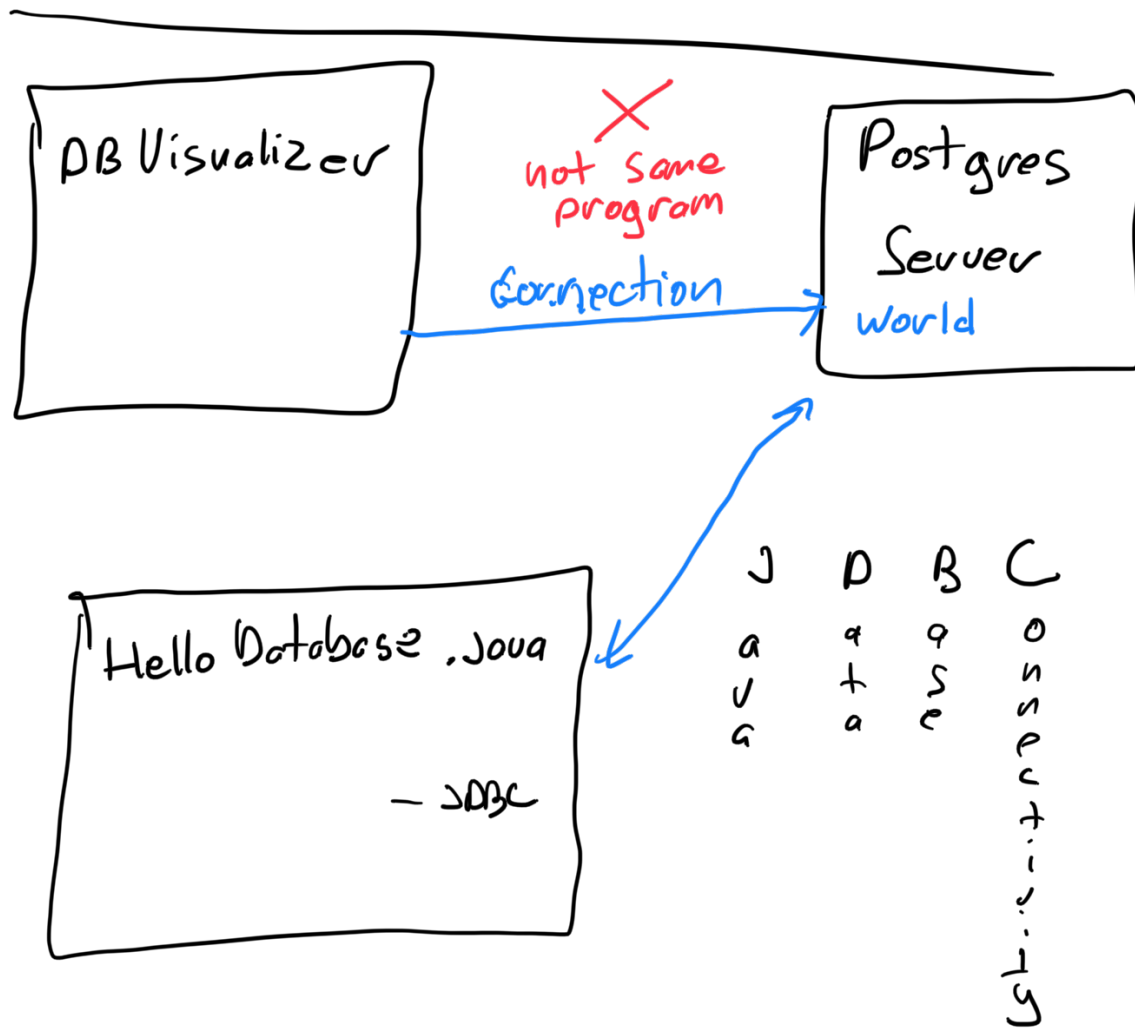 DB Visualizer
not same
program
Connection
Postgres
Server
world
Hello Database.java
- JDBC
J D B C
a a a o
v t s n
a a e n
e
c
t
i
v
i
t
y